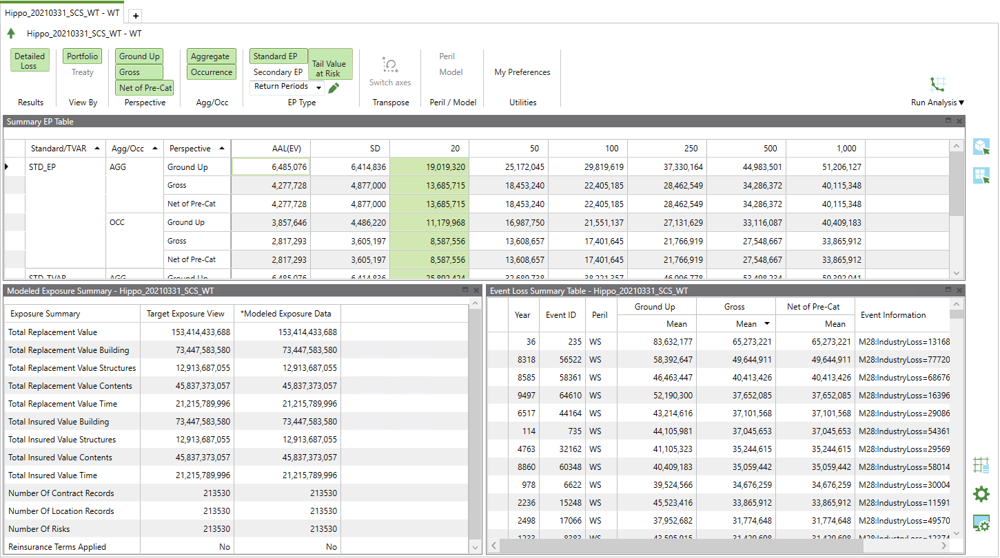 Hippo_20210331_SCS_WT - WT +
Hippo_20210331_SCS_WT - WT
Detailed Loss
Results
Portfolio
Treaty
View By
Ground Up
Gross
Net of Pre-Cat
Perspective
Aggregate
Occurrence
Agg/Occ
Standard EP
Secondary EP
Tail Value at Risk
Return Periods
EP Type
Switch axes
Transpose
Peril
Model
Peril / Model
My Preferences
Utilities
Run Analysis
Summary EP Table
Standard/TVAR Agg/Occ Perspective AAL(EV) SD 20 50 100 250 500 1,000
STD_EP AGG Ground Up 6,485,076 6,414,836 19,019,320 25,172,045 29,819,619 37,330,164 44,983,501 51,206,127
Gross 4,277,728 4,877,000 13,685,715 18,453,240 22,405,185 28,462,549 34,286,372 40,115,348
Net of Pre-Cat 4,277,728 4,877,000 13,685,715 18,453,240 22,405,185 28,462,549 34,286,372 40,115,348
OCC Ground Up 3,857,646 4,486,220 11,179,968 16,987,750 21,551,137 27,131,629 33,116,087 40,409,183
Gross 2,817,293 3,605,197 8,587,556 13,608,657 17,401,645 21,766,919 27,548,667 33,865,912
Net of Pre-Cat 2,817,293 3,605,197 8,587,556 13,608,657 17,401,645 21,766,919 27,548,667 33,865,912
STD_TVAR AGG Ground Up 6,485,076 6,414,836
Modeled Exposure Summary - Hippo_20210331_SCS_WT
Exposure Summary Target Exposure View *Modeled Exposure Data
Total Replacement Value 153,414,433,688 153,414,433,688
Total Replacement Value Building 73,447,583,580 73,447,583,580
Total Replacement Value Structures 12,913,687,055 12,913,687,055
Total Replacement Value Contents 45,837,373,057 45,837,373,057
Total Replacement Value Time 21,215,789,996 21,215,789,996
Total Insured Value Building 73,447,583,580 73,447,583,580
Total Insured Value Structures 12,913,687,055 12,913,687,055
Total Insured Value Contents 45,837,373,057 45,837,373,057
Total Insured Value Time 21,215,789,996 21,215,789,996
Number Of Contract Records 213530 213530
Number Of Location Records 213530 213530
Number Of Risks 213530 213530
Reinsurance Terms Applied No No
Event Loss Summary Table - Hippo_20210331_SCS_WT
Year Event ID Peril Ground Up Gross Net of Pre-Cat Event Information
Mean Mean Mean
36 235 WS 83,632,177 65,273,221 65,273,221 M28:IndustryLoss=13168
8318 56522 WS 58,392,647 49,644,911 49,644,911 M28:IndustryLoss=77720
8585 58361 WS 46,463,447 40,413,426 40,413,426 M28:IndustryLoss=68676
9497 64610 WS 52,190,300 37,652,085 37,652,085 M28:IndustryLoss=16396
6517 44164 WS 43,214,616 37,101,568 37,101,568 M28:IndustryLoss=29086
114 735 WS 44,105,981 37,045,653 37,045,653 M28:IndustryLoss=54361
4763 32162 WS 41,105,323 35,244,615 35,244,615 M28:IndustryLoss=29569
8860 60348 WS 40,409,183 35,059,442 35,059,442 M28:IndustryLoss=58014
978 6622 WS 39,524,566 34,676,259 34,676,259 M28:IndustryLoss=30004
2236 15248 WS 45,523,416 33,865,912 33,865,912 M28:IndustryLoss=11591
2498 17066 WS 37,952,682 31,774,648 31,774,648 M28:IndustryLoss=49570
WS